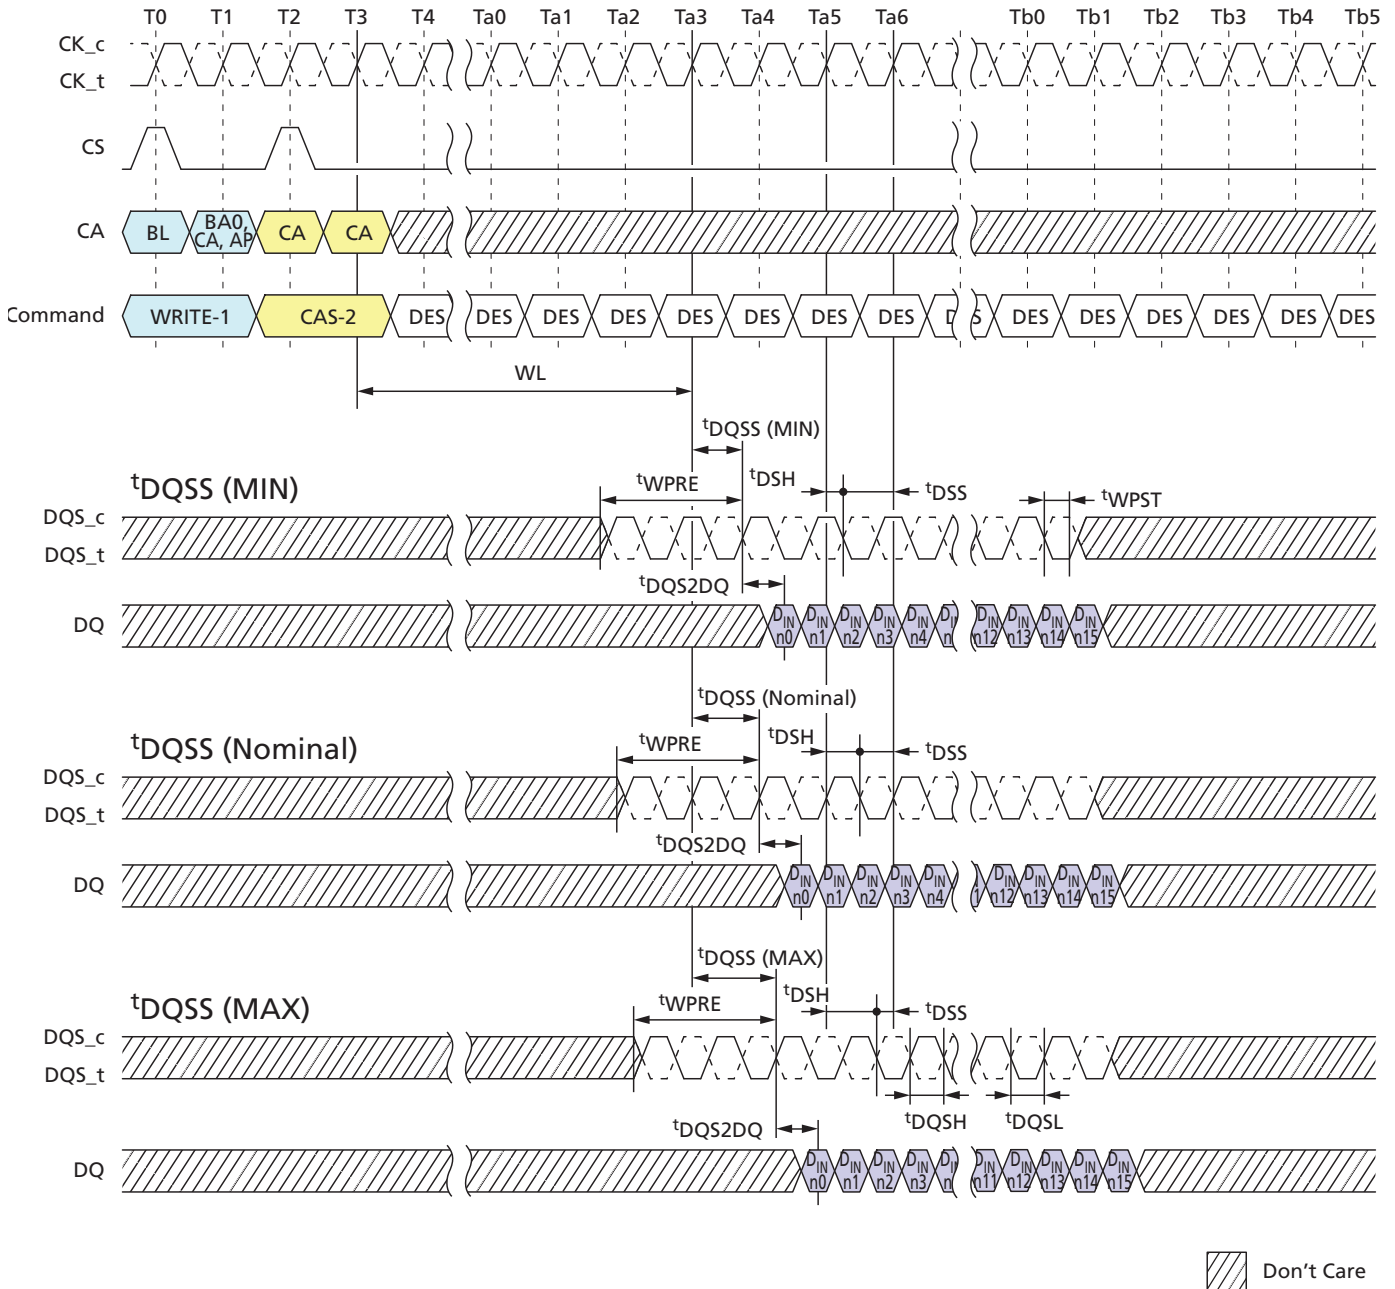 T0 T1 T2 T3 T4 Ta0 Ta1 Ta2 Ta3 Ta4 Ta5 Ta6 Tb0 Tb1 Tb2 Tb3 Tb4 Tb5
CK_c
CK_t
CS
CA BL BA0, CA, AP CA CA
Command WRITE-1 CAS-2 DES DES DES DES DES DES DES D S DES DES DES DES DES DES
WL
tDQSS (MIN)
tDQSS (MIN) tWPRE tDSH tDSS tWPST
DQS_c
DQS_t
tDQS2DQ
DQ DIN n0 DIN n1 DIN n2 DIN n3 DIN n4 DIN n DIN n12 DIN n13 DIN n14 DIN n15
tDQSS (Nominal)
tDQSS (Nominal) tWPRE tDSH tDSS
DQS_c
DQS_t
tDQS2DQ
DQ DIN n0 DIN n1 DIN n2 DIN n3 DIN n4 DIN n12 DIN n13 DIN n14 DIN n15
tDQSS (MAX)
tDQSS (MAX) tWPRE tDSH tDSS
DQS_c
DQS_t
tDQSH tDQSL
tDQS2DQ
DQ DIN n0 DIN n1 DIN n2 DIN n3 DIN n DIN n11 DIN n12 DIN n13 DIN n14 DIN n15
Don't Care